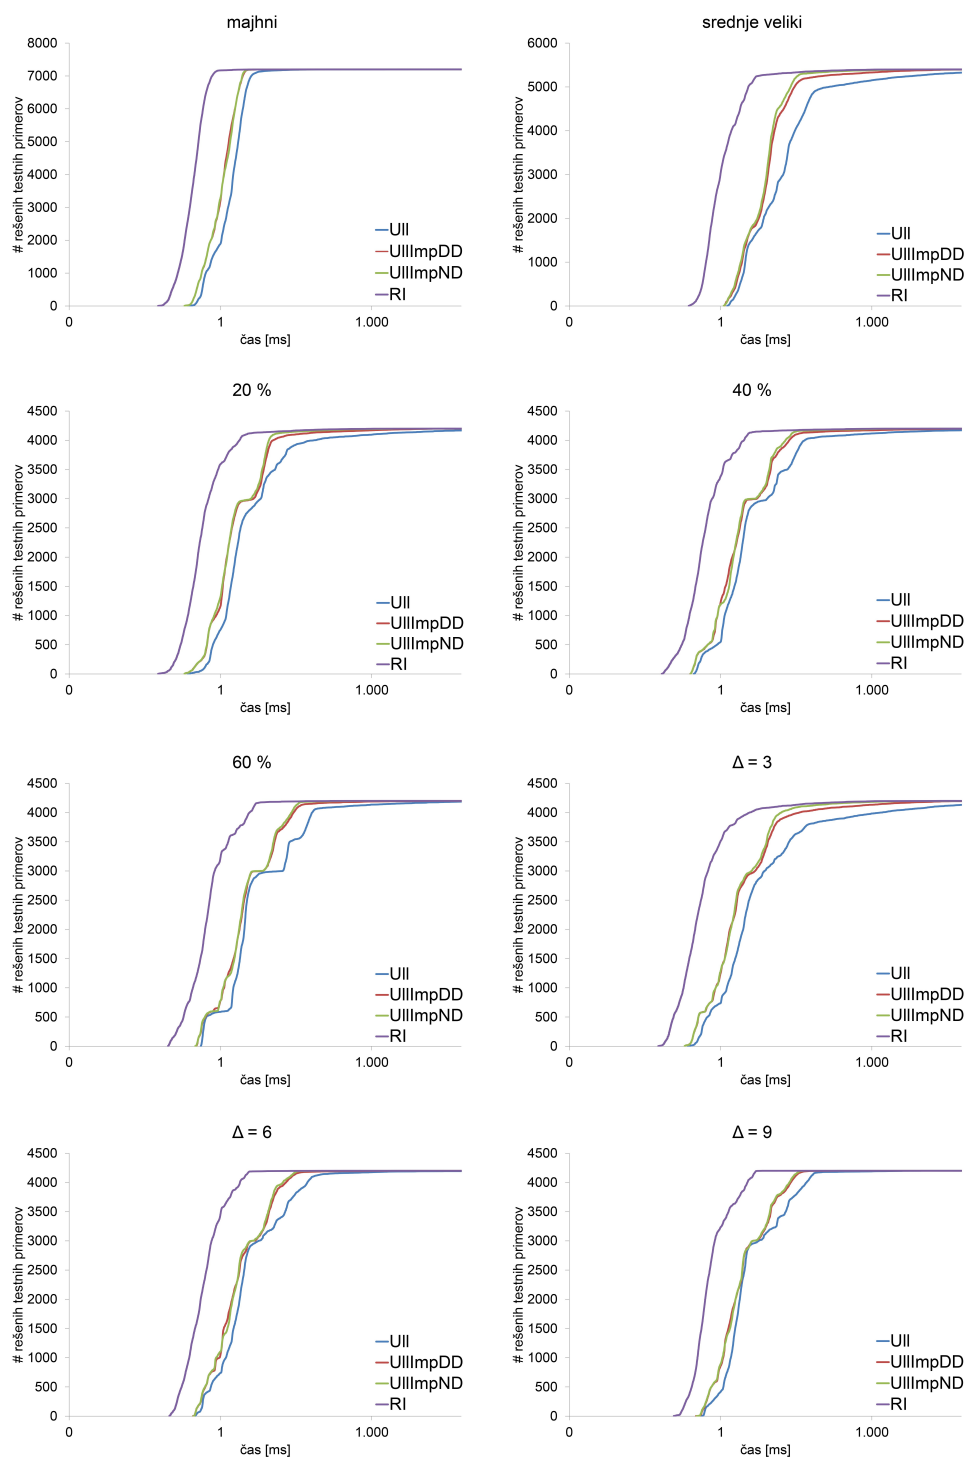 majhni
# rešenih testnih primerov
8000
7000
6000
5000
4000
3000
2000
1000
0
0
1
1.000
čas [ms]
Ull
UllImpDD
UllImpND
RI
srednje veliki
# rešenih testnih primerov
6000
5000
4000
3000
2000
1000
0
0
1
1.000
čas [ms]
Ull
UllImpDD
UllImpND
RI
20 %
# rešenih testnih primerov
4500
4000
3500
3000
2500
2000
1500
1000
500
0
0
1
1.000
čas [ms]
Ull
UllImpDD
UllImpND
RI
40 %
# rešenih testnih primerov
4500
4000
3500
3000
2500
2000
1500
1000
500
0
0
1
1.000
čas [ms]
Ull
UllImpDD
UllImpND
RI
60 %
# rešenih testnih primerov
4500
4000
3500
3000
2500
2000
1500
1000
500
0
0
1
1.000
čas [ms]
Ull
UllImpDD
UllImpND
RI
Δ = 3
# rešenih testnih primerov
4500
4000
3500
3000
2500
2000
1500
1000
500
0
0
1
1.000
čas [ms]
Ull
UllImpDD
UllImpND
RI
Δ = 6
# rešenih testnih primerov
4500
4000
3500
3000
2500
2000
1500
1000
500
0
0
1
1.000
čas [ms]
Ull
UllImpDD
UllImpND
RI
Δ = 9
# rešenih testnih primerov
4500
4000
3500
3000
2500
2000
1500
1000
500
0
0
1
1.000
čas [ms]
Ull
UllImpDD
UllImpND
RI